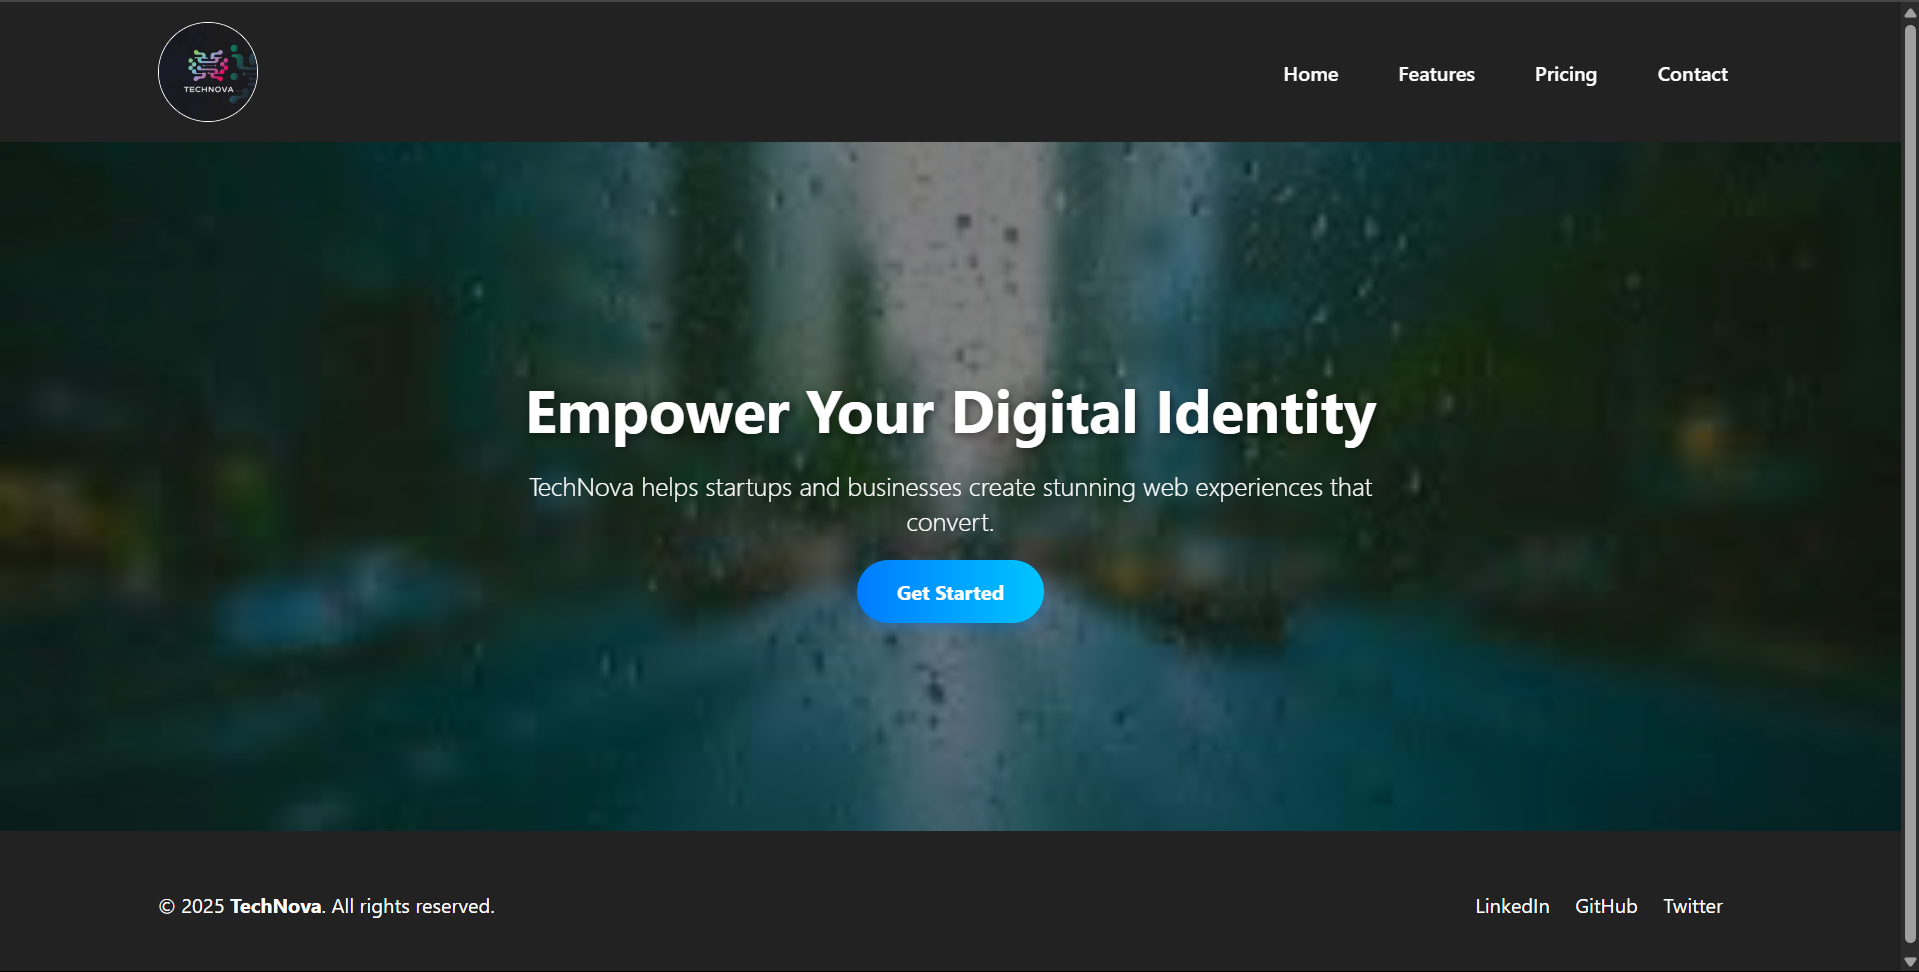 TECHNOVA
Home Features Pricing Contact
Empower Your Digital Identity
TechNova helps startups and businesses create stunning web experiences that
convert.
Get Started
© 2025 TechNova. All rights reserved.
LinkedIn GitHub Twitter